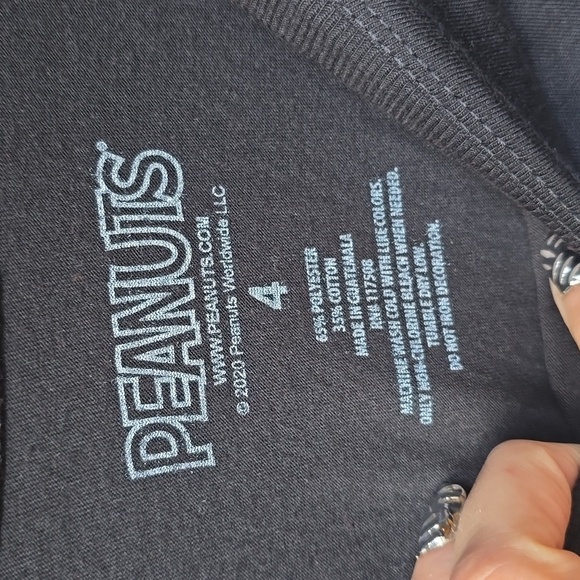 PEANUTS®
WWW.PEANUTS.COM
© 2020 Peanuts Worldwide LLC
4
65% POLYESTER
35% COTTON
MADE IN GUATEMALA
RN# 117508
MACHINE WASH COLD WITH LIKE COLORS.
ONLY NON-CHLORINE BLEACH WHEN NEEDED.
TUMBLE DRY LOW.
DO NOT IRON DECORATION.